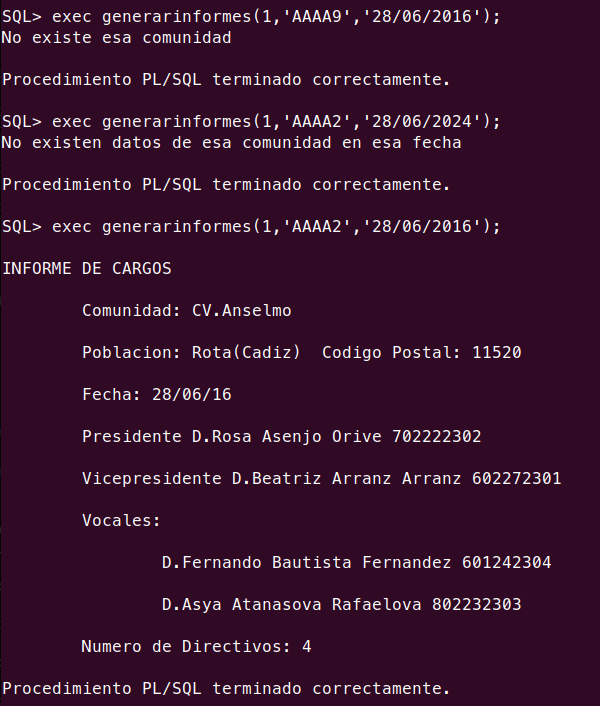 SQL> exec generarinformes(1,'AAAA9','28/06/2016');
No existe esa comunidad
Procedimiento PL/SQL terminado correctamente.
SQL> exec generarinformes(1,'AAAA2','28/06/2024');
No existen datos de esa comunidad en esa fecha
Procedimiento PL/SQL terminado correctamente.
SQL> exec generarinformes(1,'AAAA2','28/06/2016');
INFORME DE CARGOS
Comunidad: CV.Anselmo
Poblacion: Rota(Cadiz)  Codigo Postal: 11520
Fecha: 28/06/16
Presidente D.Rosa Asenjo Orive 702222302
Vicepresidente D.Beatriz Arranz Arranz 602272301
Vocales:
D.Fernando Bautista Fernandez 601242304
D.Asya Atanasova Rafaelova 802232303
Numero de Directivos: 4
Procedimiento PL/SQL terminado correctamente.